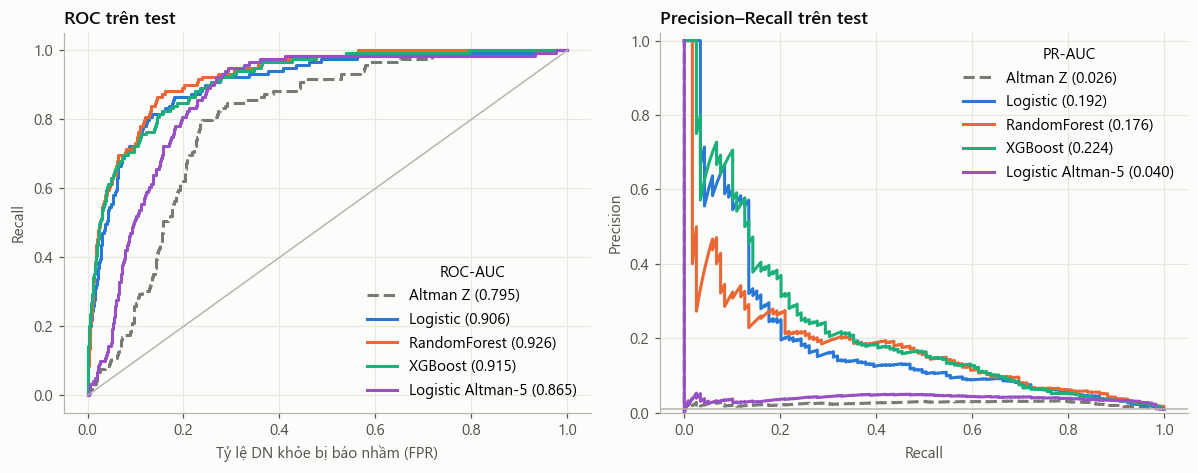 ROC trên test
1.0
0.8
0.6
0.4
0.2
0.0
Recall
0.0
0.2
0.4
0.6
0.8
1.0
Tỷ lệ DN khỏe bị báo nhầm (FPR)
ROC-AUC
Altman Z (0.795)
Logistic (0.906)
RandomForest (0.926)
XGBoost (0.915)
Logistic Altman-5 (0.865)
Precision–Recall trên test
1.0
0.8
0.6
0.4
0.2
0.0
Precision
0.0
0.2
0.4
0.6
0.8
1.0
Recall
PR-AUC
Altman Z (0.026)
Logistic (0.192)
RandomForest (0.176)
XGBoost (0.224)
Logistic Altman-5 (0.040)